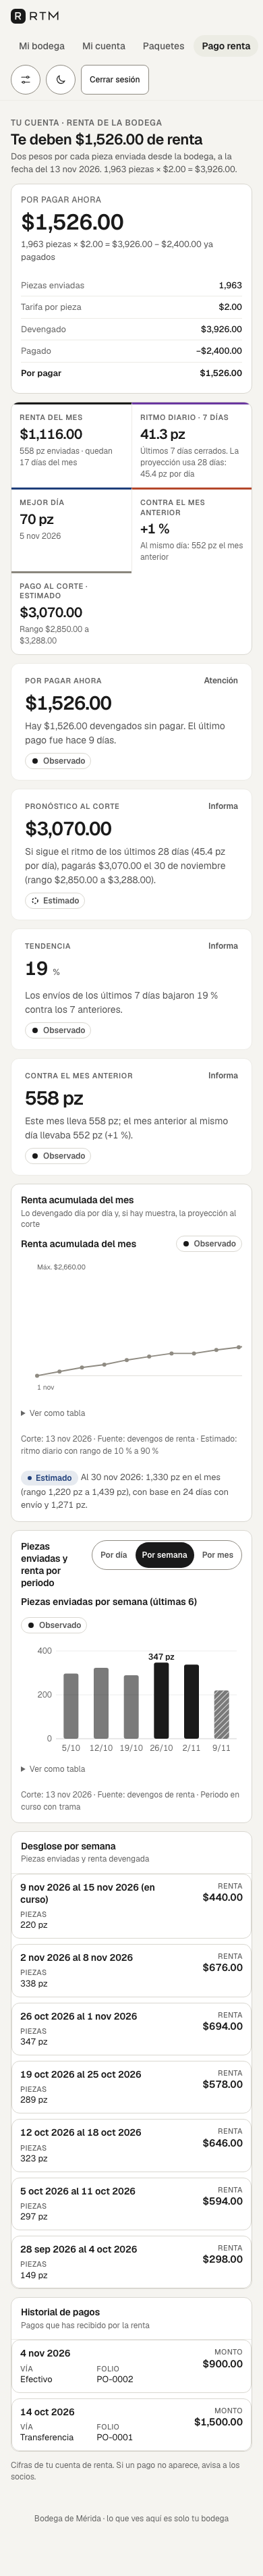 R RTM
Mi bodega Mi cuenta Paquetes Pago renta
Cerrar sesión
TU CUENTA · RENTA DE LA BODEGA
Te deben $1,526.00 de renta
Dos pesos por cada pieza enviada desde la bodega, a la
fecha del 13 nov 2026. 1,963 piezas × $2.00 = $3,926.00.
POR PAGAR AHORA
$1,526.00
1,963 piezas × $2.00 = $3,926.00 − $2,400.00 ya
pagados
Piezas enviadas 1,963
Tarifa por pieza $2.00
Devengado $3,926.00
Pagado −$2,400.00
Por pagar $1,526.00
RENTA DEL MES
$1,116.00
558 pz enviados · quedan
17 días del mes
RITMO DIARIO · 7 DÍAS
41.3 pz
Últimos 7 días cerrados. La
proyección usa 28 días:
45.4 pz por día
MEJOR DÍA
70 pz
5 nov 2026
CONTRA EL MES
ANTERIOR
+1 %
Al mismo día: 552 pz el mes
anterior
PAGO AL CORTE ·
ESTIMADO
$3,070.00
Rango $2,850.00 a
$3,288.00
POR PAGAR AHORA Atención
$1,526.00
Hay $1,526.00 devengados sin pagar. El último
pago fue hace 9 días.
Observado
PRONÓSTICO AL CORTE Informa
$3,070.00
Si sigue el ritmo de los últimos 28 días (45.4 pz
por día), pagarás $3,070.00 el 30 de noviembre
(rango $2,850.00 a $3,288.00).
Estimado
TENDENCIA Informa
19 %
Los envíos de los últimos 7 días bajaron 19 %
contra los 7 anteriores.
Observado
CONTRA EL MES ANTERIOR Informa
558 pz
Este mes lleva 558 pz; el mes anterior al mismo
día llevaba 552 pz (+1 %).
Observado
Renta acumulada del mes
Lo devengado día por día y, si hay muestra, la proyección al
corte
Renta acumulada del mes Observado
Máx. $2,660.00
1 nov
Ver como tabla
Corte: 13 nov 2026 · Fuente: devengos de renta · Estimado:
ritmo diario con rango de 10 % a 90 %
Estimado Al 30 nov 2026: 1,330 pz en el mes
(rango 1,220 pz a 1,439 pz), con base en 24 días con
envío y 1,271 pz.
Piezas
enviadas y
renta por
periodo
Por día Por semana Por mes
Piezas enviadas por semana (últimas 6)
Observado
347 pz
400
200
0
5/10 12/10 19/10 26/10 2/11 9/11
Ver como tabla
Corte: 13 nov 2026 · Fuente: devengos de renta · Periodo en
curso con trama
Desglose por semana
Piezas enviadas y renta devengada
9 nov 2026 al 15 nov 2026 (en
curso)
RENTA
$440.00
PIEZAS
220 pz
2 nov 2026 al 8 nov 2026
RENTA
$676.00
PIEZAS
338 pz
26 oct 2026 al 1 nov 2026
RENTA
$694.00
PIEZAS
347 pz
19 oct 2026 al 25 oct 2026
RENTA
$578.00
PIEZAS
289 pz
12 oct 2026 al 18 oct 2026
RENTA
$646.00
PIEZAS
323 pz
5 oct 2026 al 11 oct 2026
RENTA
$594.00
PIEZAS
297 pz
28 sep 2026 al 4 oct 2026
RENTA
$298.00
PIEZAS
149 pz
Historial de pagos
Pagos que has recibido por la renta
4 nov 2026
MONTO
$900.00
VÍA FOLIO
Efectivo PO-0002
14 oct 2026
MONTO
$1,500.00
VÍA FOLIO
Transferencia PO-0001
Cifras de tu cuenta de renta. Si un pago no aparece, avisa a los
socios.
Bodega de Mérida · lo que ves aquí es solo tu bodega